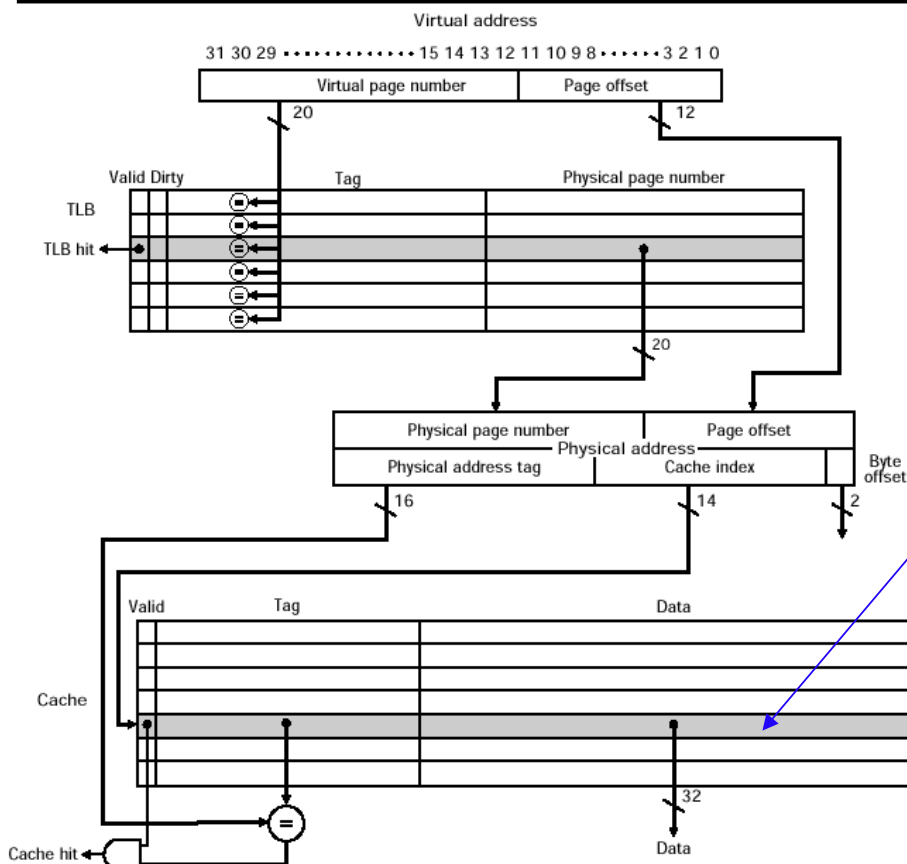 Virtual address
31 30 29 ············· 15 14 13 12 11 10 9 8 ······ 3 2 1 0
Virtual page number Page offset
20 12
Valid Dirty Tag Physical page number
TLB
=
=
TLB hit =
=
=
=
20
Physical page number Page offset
Physical address
Physical address tag Cache index Byte
offset
16 14 2
Valid Tag Data
Cache
32
=
Data
Cache hit